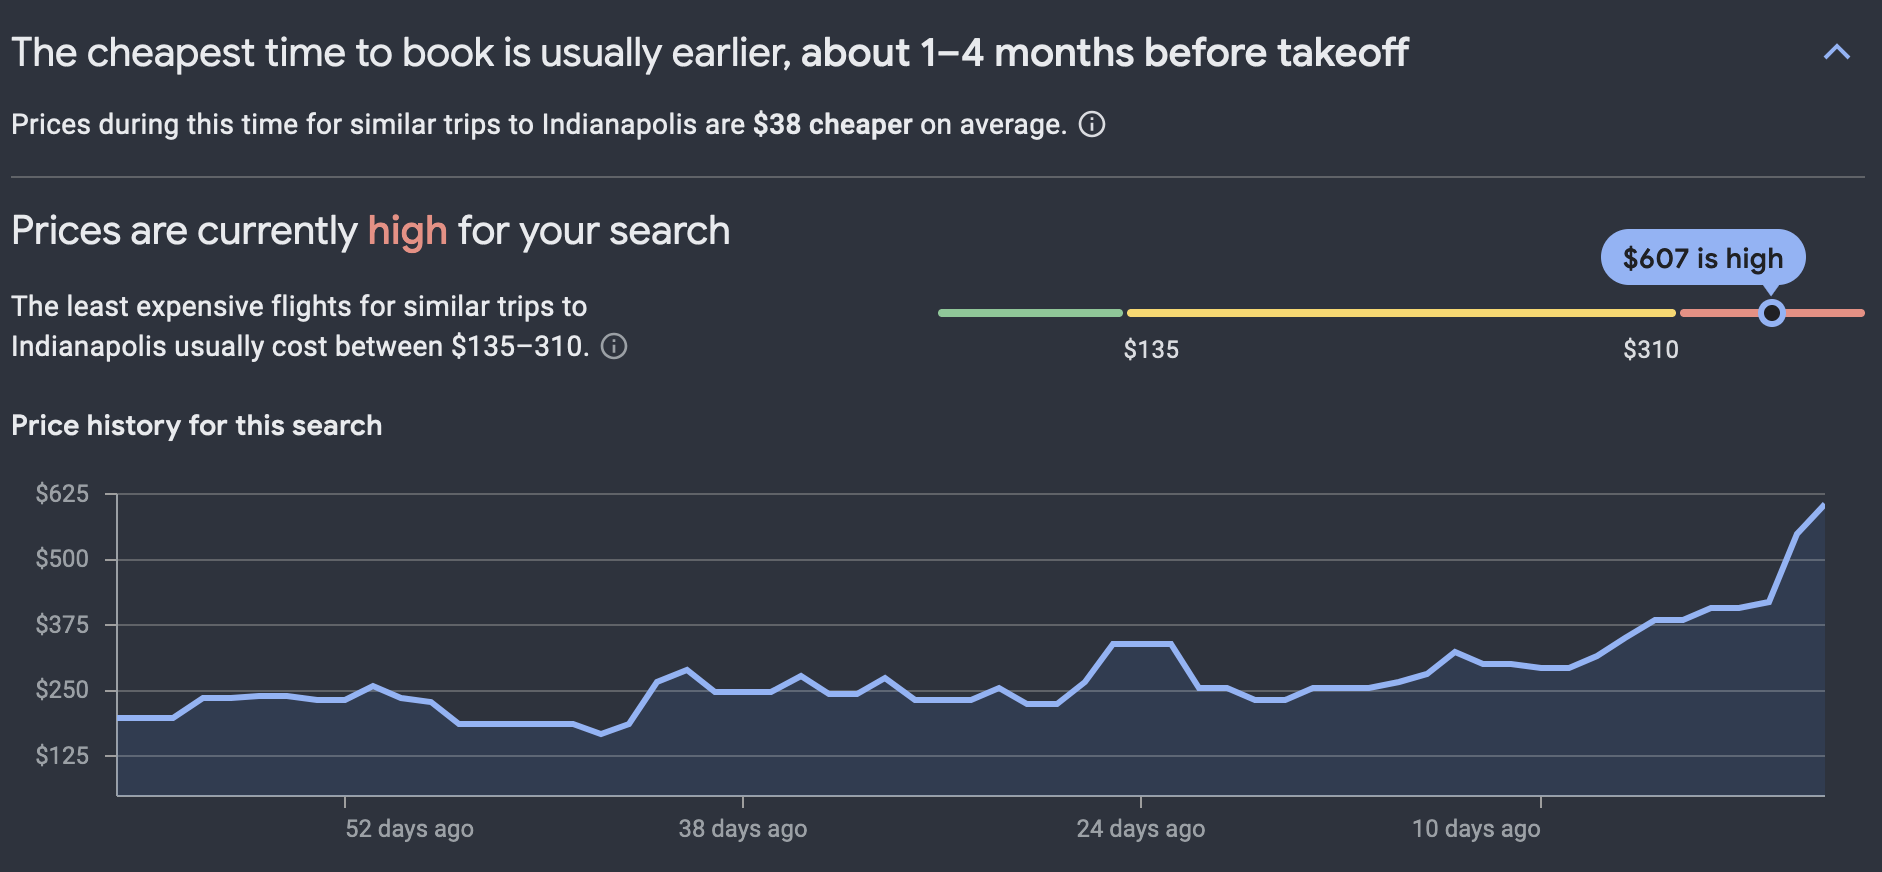 The cheapest time to book is usually earlier, about 1–4 months before takeoff
Prices during this time for similar trips to Indianapolis are $38 cheaper on average.
Prices are currently high for your search
$607 is high
The least expensive flights for similar trips to
Indianapolis usually cost between $135–310.
$135
$310
Price history for this search
$625
$500
$375
$250
$125
52 days ago
38 days ago
24 days ago
10 days ago